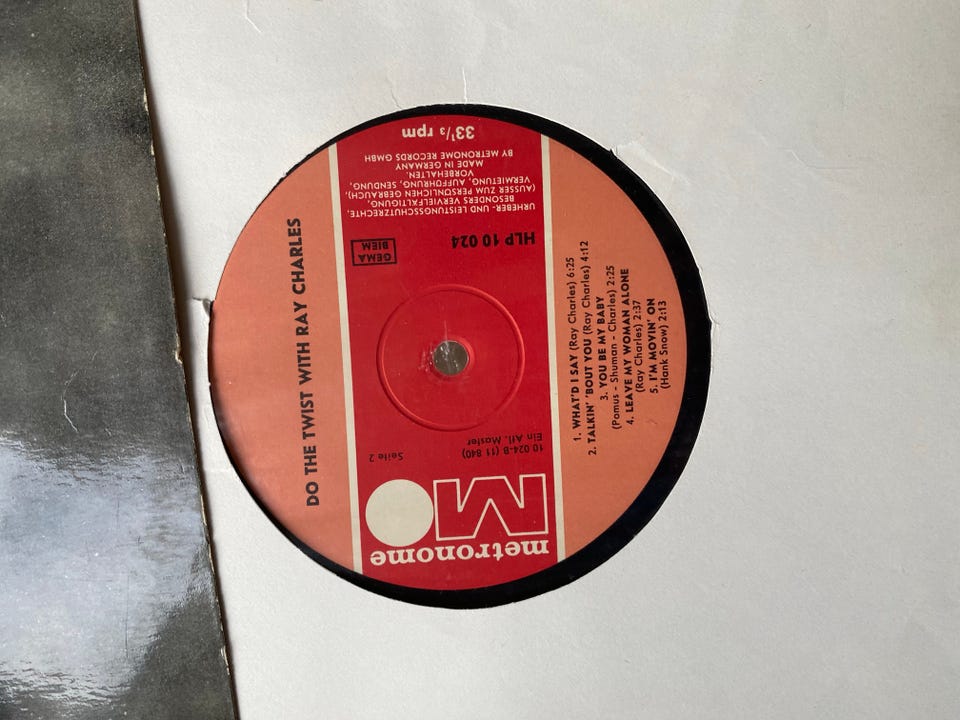 DO THE TWIST WITH RAY CHARLES
metronome
M
10 024-B (11 840)
Ein Atl. Master
Seite 2
HLP 10 024
GEMA
BIEM
URHEBER- UND LEISTUNGSSCHUTZRECHTE,
BESONDERS VERVIELFÄLTIGUNG,
(AUSSER ZUM PERSÖNLICHEN GEBRAUCH),
VERMIETUNG, AUFFÜHRUNG, SENDUNG,
VORBEHALTEN.
MADE IN GERMANY
BY METRONOME RECORDS GMBH
33 1/3 rpm
1. WHAT'D I SAY (Ray Charles) 6:25
2. TALKIN' 'BOUT YOU (Ray Charles) 4:12
3. YOU BE MY BABY
(Pomus - Shuman - Charles) 2:25
4. LEAVE MY WOMAN ALONE
(Ray Charles) 2:37
5. I'M MOVIN' ON
(Hank Snow) 2:13